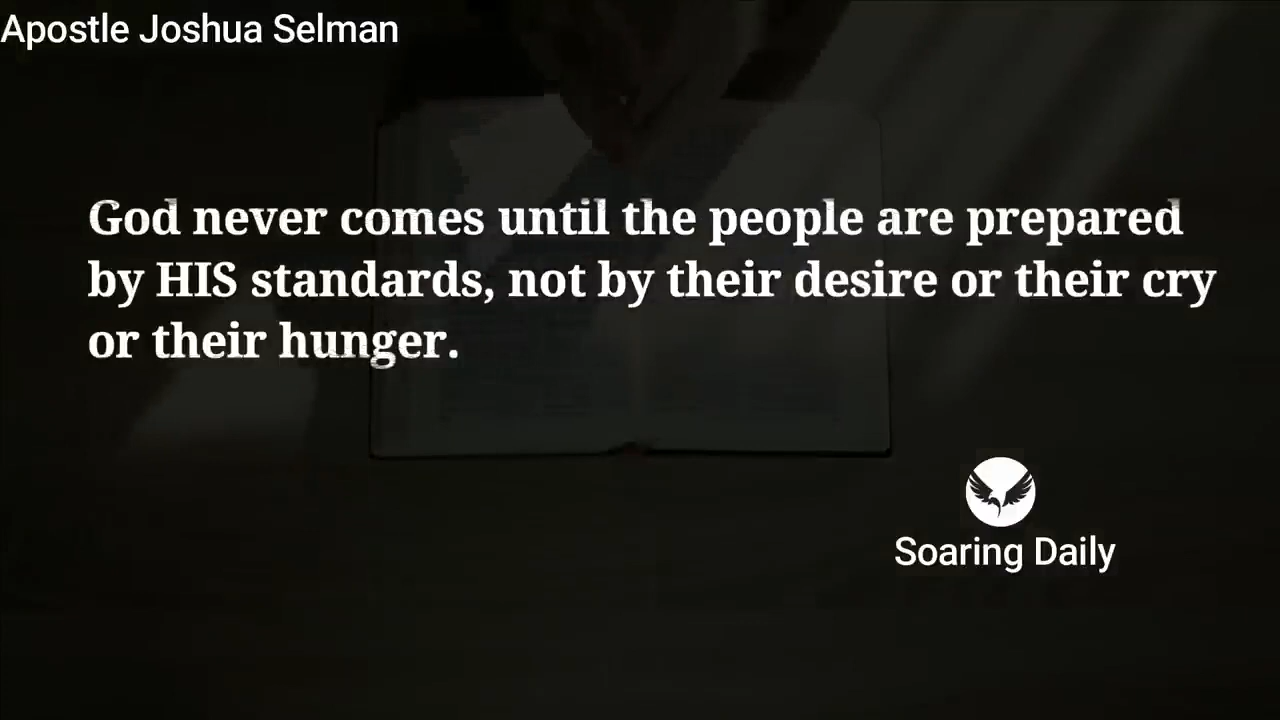 Apostle Joshua Selman
God never comes until the people are prepared
by HIS standards, not by their desire or their cry
or their hunger.
Soaring Daily